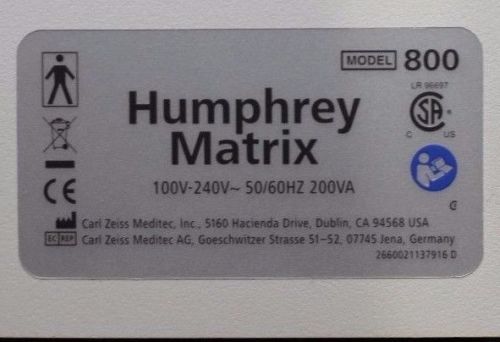 MODEL 800
LR 96697
Humphrey
Matrix
SA
C US
100V-240V~ 50/60HZ 200VA
CE
Carl Zeiss Meditec, Inc., 5160 Hacienda Drive, Dublin, CA 94568 USA
EC REP Carl Zeiss Meditec AG, Goeschwitzer Strasse 51-52, 07745 Jena, Germany
2660021137916 D